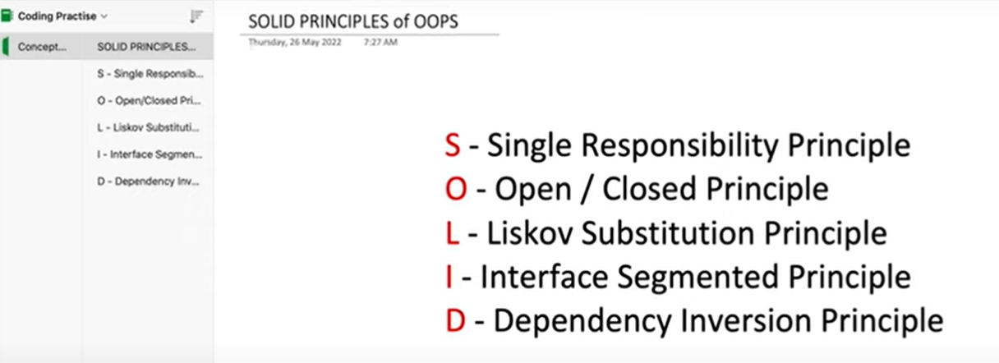 Coding Practise
Concept...
SOLID PRINCIPLES...
S - Single Responsib...
O - Open/Closed Pri...
L - Liskov Substituti...
I - Interface Segmen...
D - Dependency Inv...
SOLID PRINCIPLES of OOPS
Thursday, 26 May 2022 7:27 AM
S - Single Responsibility Principle
O - Open / Closed Principle
L - Liskov Substitution Principle
I - Interface Segmented Principle
D - Dependency Inversion Principle